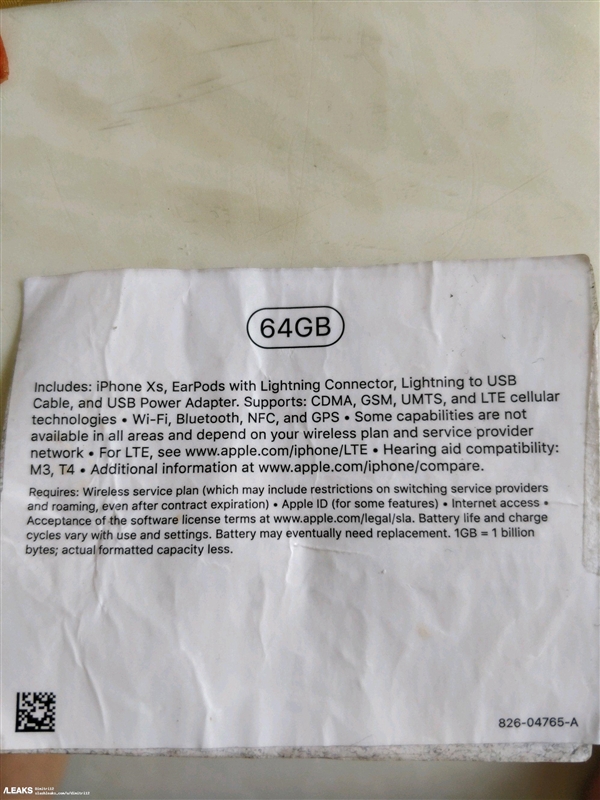 64GB
Includes: iPhone Xs, EarPods with Lightning Connector, Lightning to USB
Cable, and USB Power Adapter. Supports: CDMA, GSM, UMTS, and LTE cellular
technologies • Wi-Fi, Bluetooth, NFC, and GPS • Some capabilities are not
available in all areas and depend on your wireless plan and service provider
network • For LTE, see www.apple.com/iphone/LTE • Hearing aid compatibility:
M3, T4 • Additional information at www.apple.com/iphone/compare.
Requires: Wireless service plan (which may include restrictions on switching service providers
and roaming, even after contract expiration) • Apple ID (for some features) • Internet access •
Acceptance of the software license terms at www.apple.com/legal/sla. Battery life and charge
cycles vary with use and settings. Battery may eventually need replacement. 1GB = 1 billion
bytes; actual formatted capacity less.
826-04765-A
/LEAKS